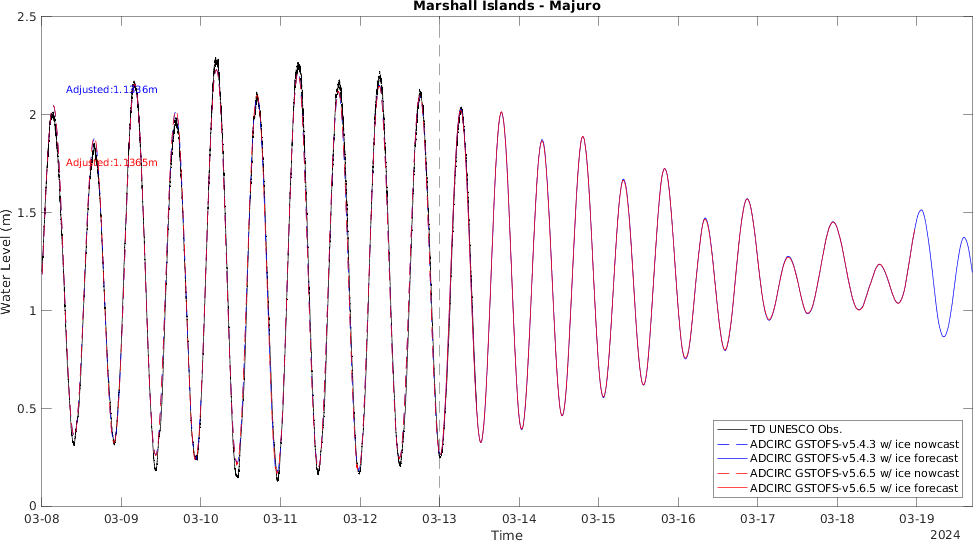 Marshall Islands - Majuro
2.5
2
1.5
1
0.5
0
Water Level (m)
Adjusted:1.1336m
Adjusted:1.1365m
TD UNESCO Obs.
ADCIRC GSTOFS-v5.4.3 w/ ice nowcast
ADCIRC GSTOFS-v5.4.3 w/ ice forecast
ADCIRC GSTOFS-v5.6.5 w/ ice nowcast
ADCIRC GSTOFS-v5.6.5 w/ ice forecast
03-08 03-09 03-10 03-11 03-12 03-13 03-14 03-15 03-16 03-17 03-18 03-19
Time
2024